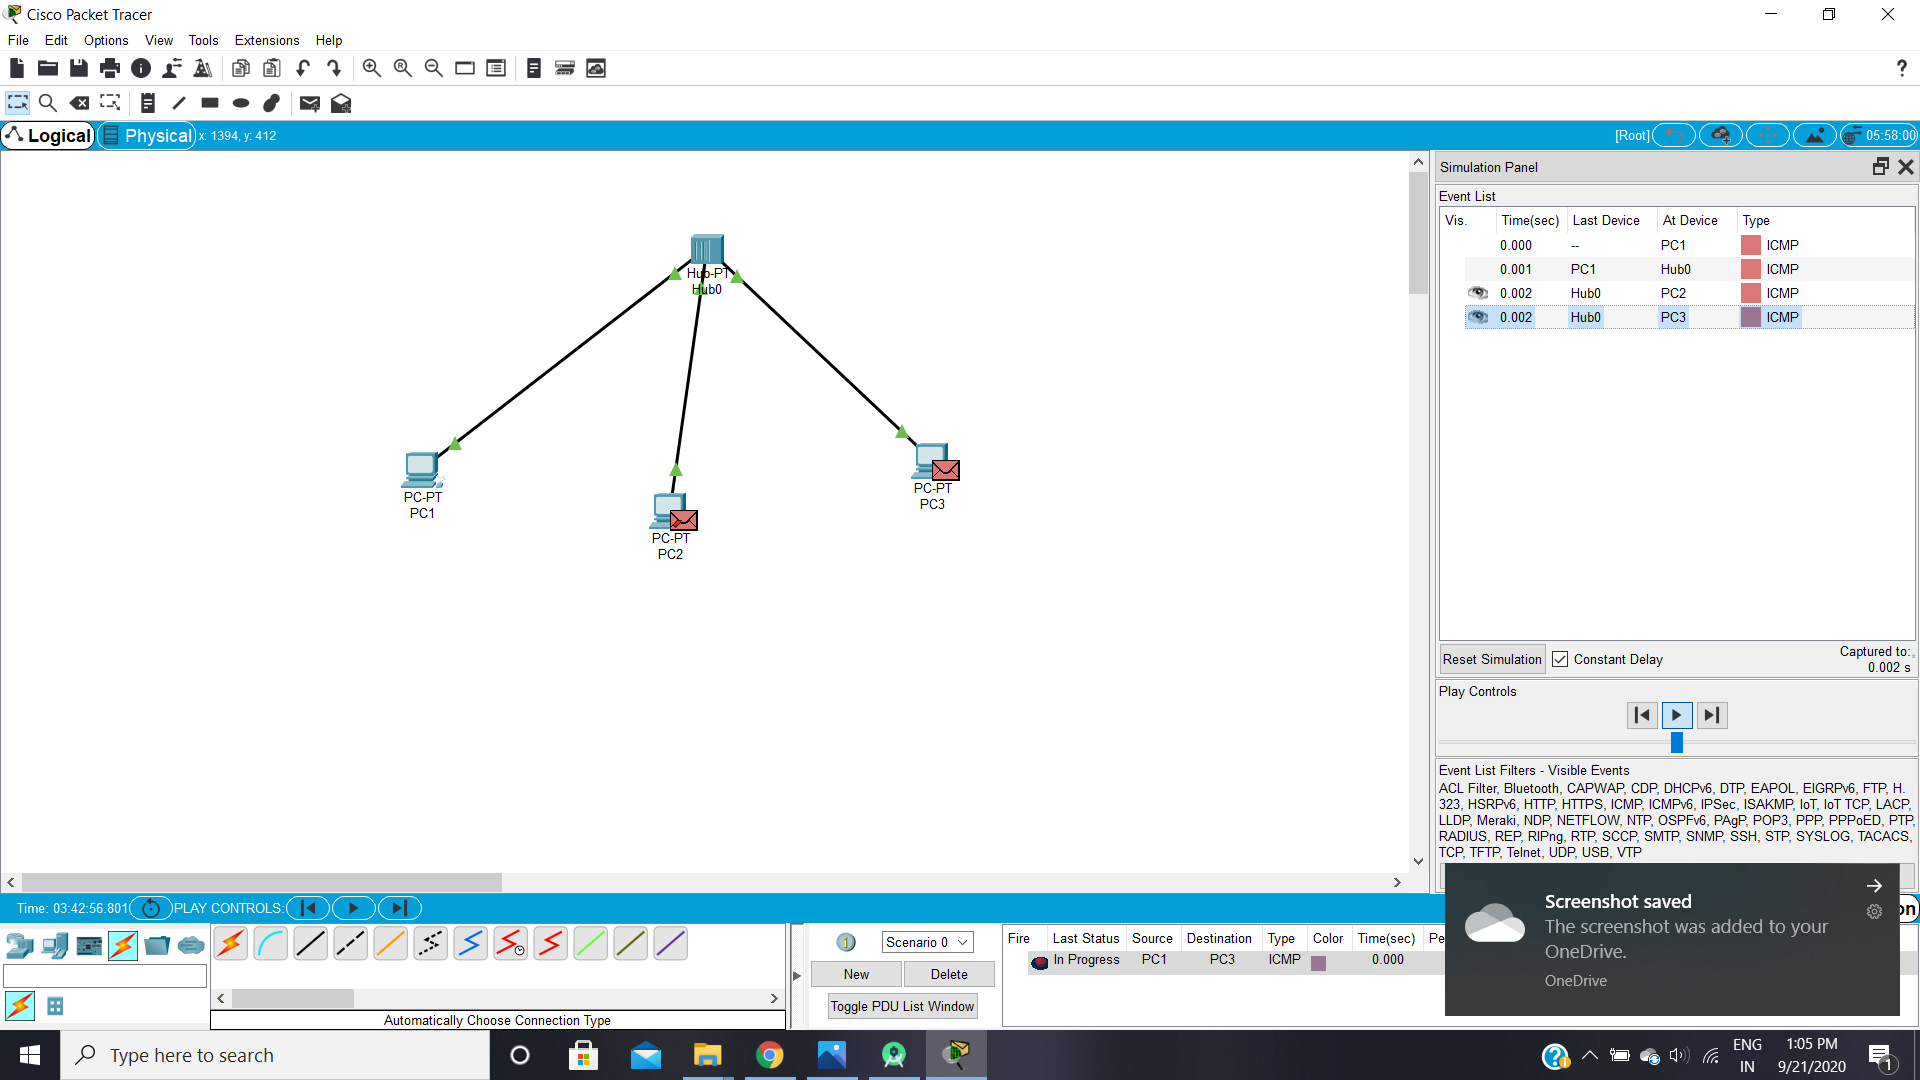 Cisco Packet Tracer
File Edit Options View Tools Extensions Help
Logical Physical x: 1394, y: 412 [Root] 05:58:00
Hub-PT
Hub0
PC-PT
PC1
PC-PT
PC2
PC-PT
PC3
Simulation Panel
Event List
Vis. Time(sec) Last Device At Device Type
0.000 -- PC1 ICMP
0.001 PC1 Hub0 ICMP
0.002 Hub0 PC2 ICMP
0.002 Hub0 PC3 ICMP
Reset Simulation Constant Delay
Captured to:
0.002 s
Play Controls
Event List Filters - Visible Events
ACL Filter, Bluetooth, CAPWAP, CDP, DHCPv6, DTP, EAPOL, EIGRPv6, FTP, H.
323, HSRPv6, HTTP, HTTPS, ICMP, ICMPv6, IPSec, ISAKMP, IoT, IoT TCP, LACP,
LLDP, Meraki, NDP, NETFLOW, NTP, OSPFv6, PAgP, POP3, PPP, PPPoED, PTP,
RADIUS, REP, RIPng, RTP, SCCP, SMTP, SNMP, SSH, STP, SYSLOG, TACACS,
TCP, TFTP, Telnet, UDP, USB, VTP
Screenshot saved
The screenshot was added to your
OneDrive.
OneDrive
Time: 03:42:56.801 PLAY CONTROLS:
Automatically Choose Connection Type
Scenario 0
New Delete
Toggle PDU List Window
Fire Last Status Source Destination Type Color Time(sec) Pe
In Progress PC1 PC3 ICMP 0.000
on
Type here to search
ENG
IN
1:05 PM
9/21/2020
1